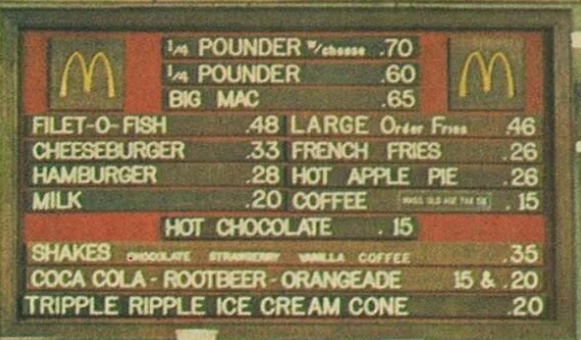 1/4 POUNDER w/cheese .70
1/4 POUNDER .60
BIG MAC .65
FILET-O-FISH .48 LARGE Order Fries .46
CHEESEBURGER .33 FRENCH FRIES .26
HAMBURGER .28 HOT APPLE PIE .26
MILK .20 COFFEE .15
HOT CHOCOLATE .15
SHAKES CHOCOLATE STRAWBERRY VANILLA COFFEE .35
COCA COLA - ROOTBEER - ORANGEADE 15 & .20
TRIPPLE RIPPLE ICE CREAM CONE .20